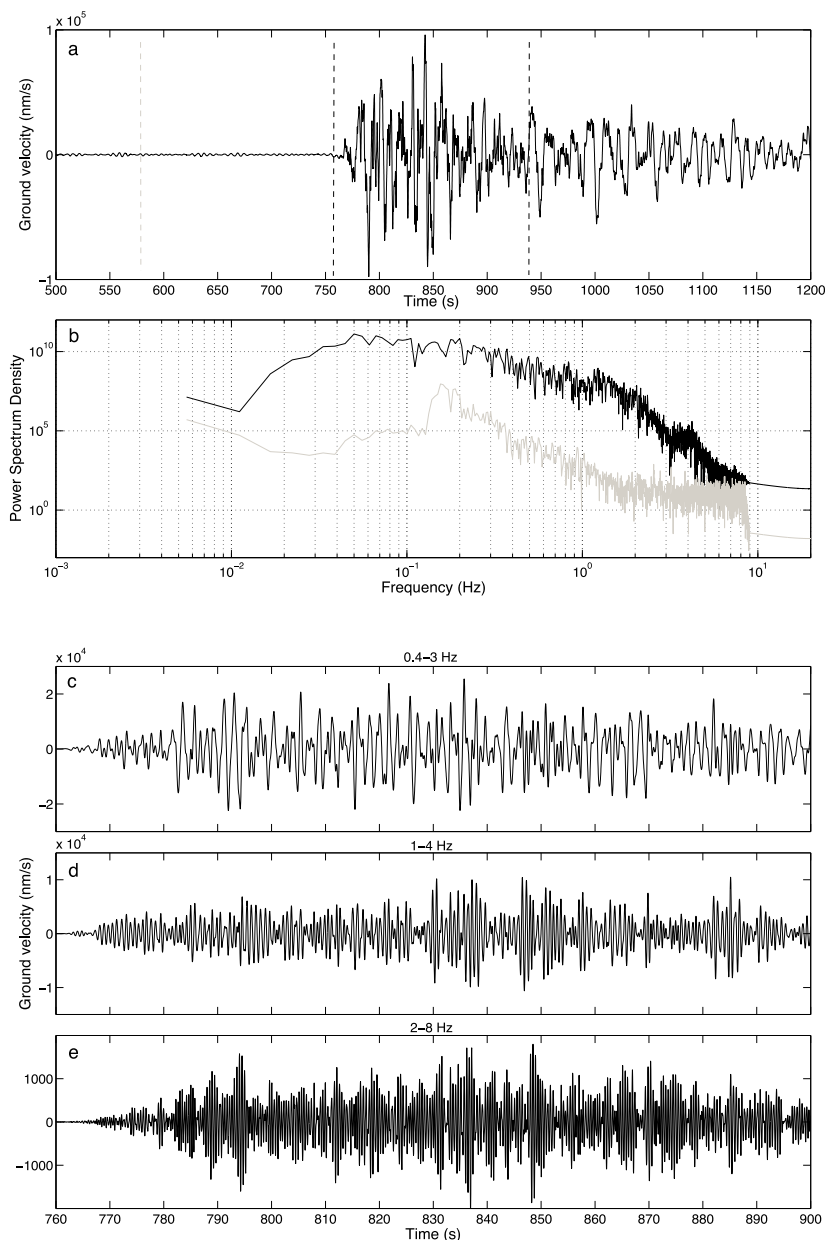 x 10^5
a
1
0
−1
Ground velocity (nm/s)
500 550 600 650 700 750 800 850 900 950 1000 1050 1100 1150 1200
Time (s)
b
10^10
10^5
10^0
Power Spectrum Density
10^−3 10^−2 10^−1 10^0 10^1
Frequency (Hz)
x 10^4
0.4−3 Hz
c
2
0
−2
x 10^4
1−4 Hz
d
1
0
−1
Ground velocity (nm/s)
2−8 Hz
e
1000
0
−1000
760 770 780 790 800 810 820 830 840 850 860 870 880 890 900
Time (s)